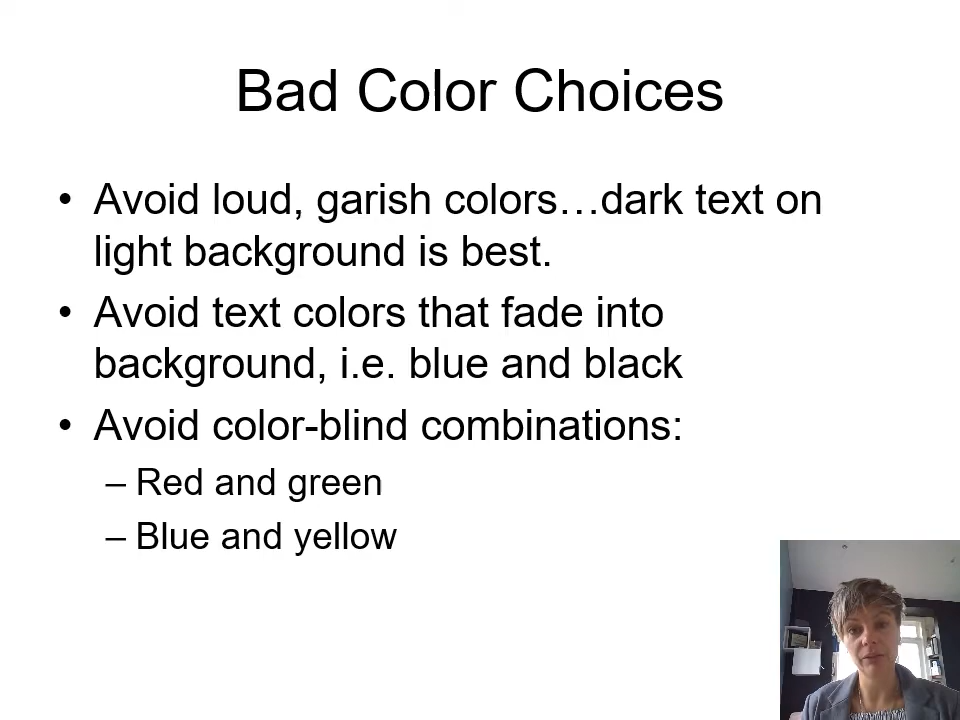 Bad Color Choices
• Avoid loud, garish colors…dark text on
light background is best.
• Avoid text colors that fade into
background, i.e. blue and black
• Avoid color-blind combinations:
– Red and green
– Blue and yellow